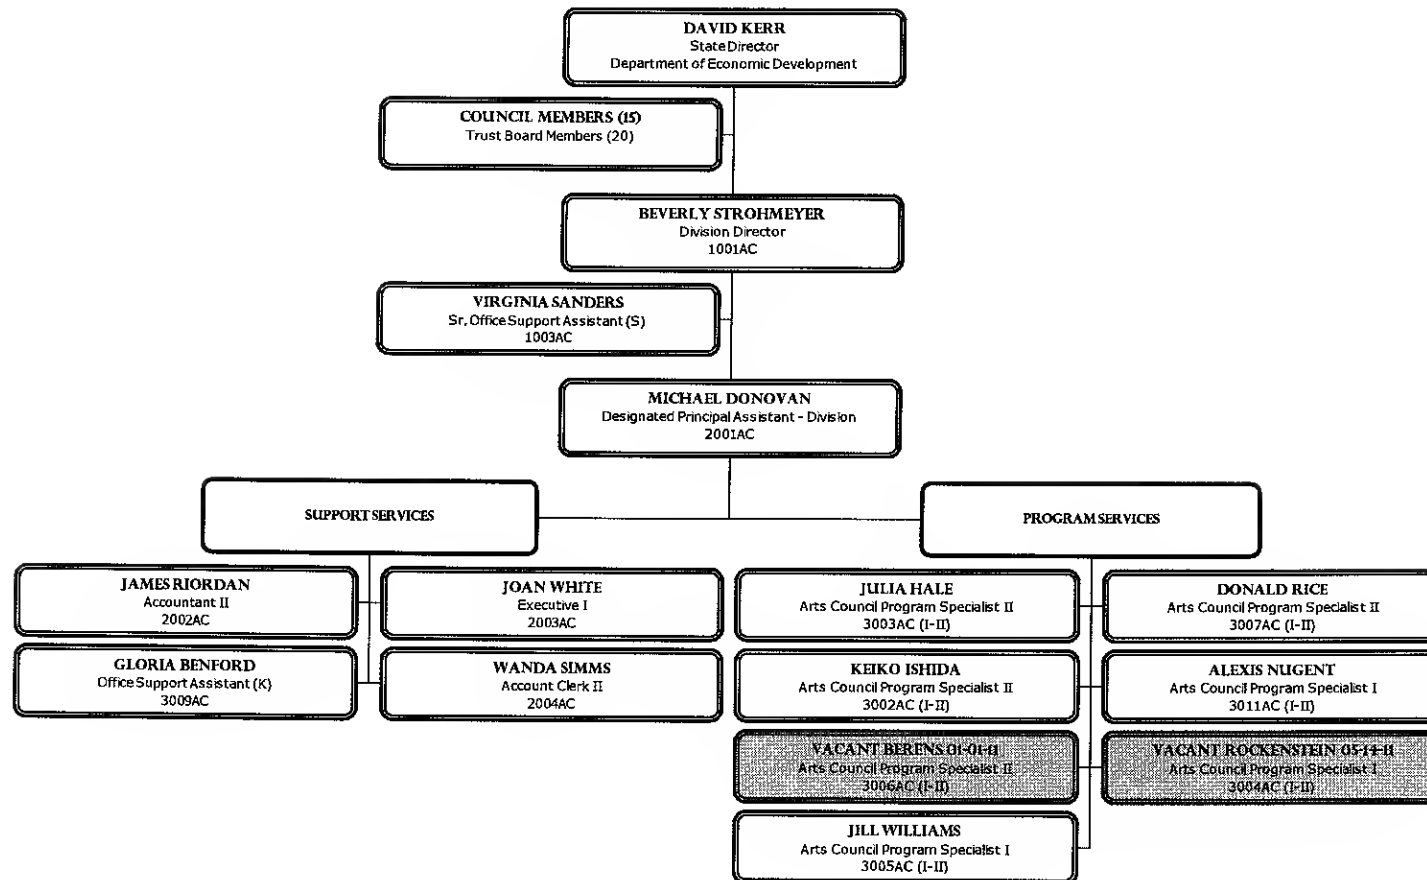 DAVID KERR
State Director
Department of Economic Development
COUNCIL MEMBERS (15)
Trust Board Members (20)
BEVERLY STROHMEYER
Division Director
1001AC
VIRGINIA SANDERS
Sr. Office Support Assistant (S)
1003AC
MICHAEL DONOVAN
Designated Principal Assistant - Division
2001AC
SUPPORT SERVICES
PROGRAM SERVICES
JAMES RIORDAN
Accountant II
2002AC
JOAN WHITE
Executive I
2003AC
JULIA HALE
Arts Council Program Specialist II
3003AC (I-II)
DONALD RICE
Arts Council Program Specialist II
3007AC (I-II)
GLORIA BENFORD
Office Support Assistant (K)
3009AC
WANDA SIMMS
Account Clerk II
2004AC
KEIKO ISHIDA
Arts Council Program Specialist II
3002AC (I-II)
ALEXIS NUGENT
Arts Council Program Specialist I
3011AC (I-II)
VACANT BERENS 01-01-11
Arts Council Program Specialist II
3006AC (I-II)
VACANT ROCKENSTEIN 05-14-11
Arts Council Program Specialist I
3004AC (I-II)
JILL WILLIAMS
Arts Council Program Specialist I
3005AC (I-II)